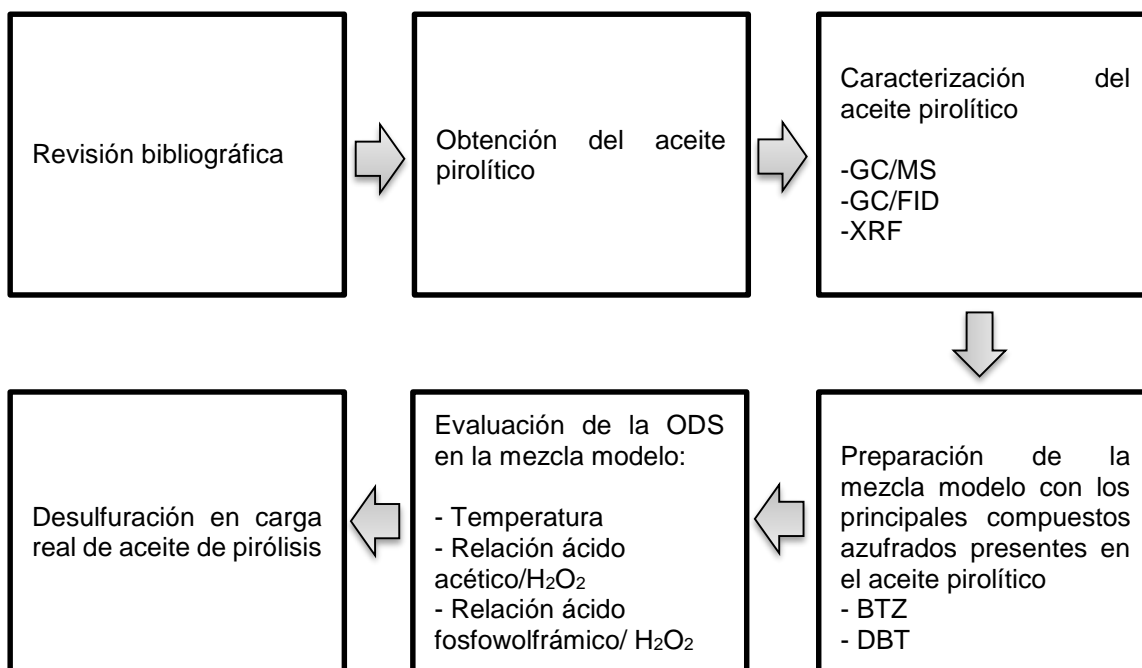 Revisión bibliográfica
Obtención del aceite
pirolítico
Caracterización del
aceite pirolítico
-GC/MS
-GC/FID
-XRF
Preparación de la
mezcla modelo con los
principales compuestos
azufrados presentes en
el aceite pirolítico
- BTZ
- DBT
Evaluación de la ODS
en la mezcla modelo:
- Temperatura
- Relación ácido
acético/H₂O₂
- Relación ácido
fosfowolfrámico/ H₂O₂
Desulfuración en carga
real de aceite de pirólisis